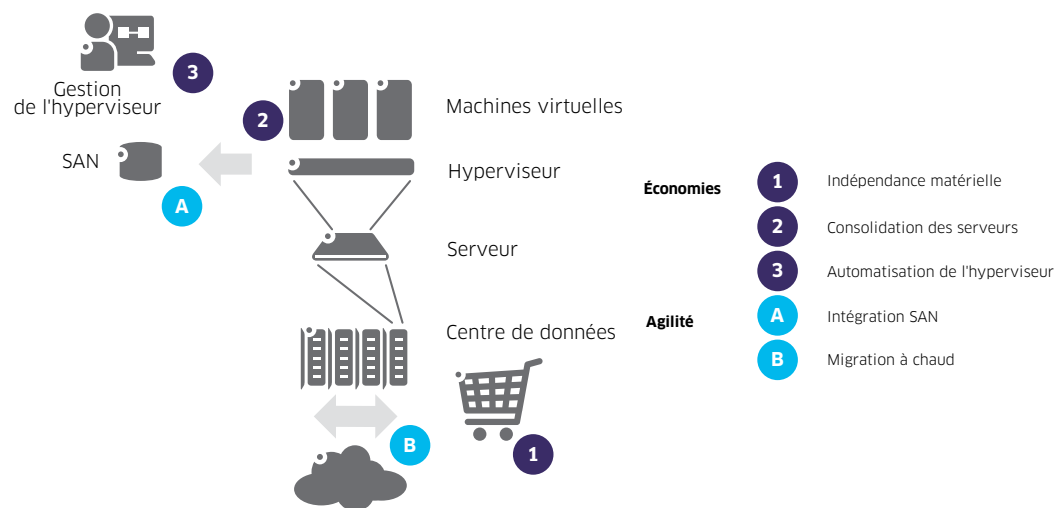 3
Gestion
de l'hyperviseur
2
Machines virtuelles
SAN
Hyperviseur
A
Serveur
Centre de données
B
1
Économies
1
Indépendance matérielle
2
Consolidation des serveurs
3
Automatisation de l'hyperviseur
Agilité
A
Intégration SAN
B
Migration à chaud